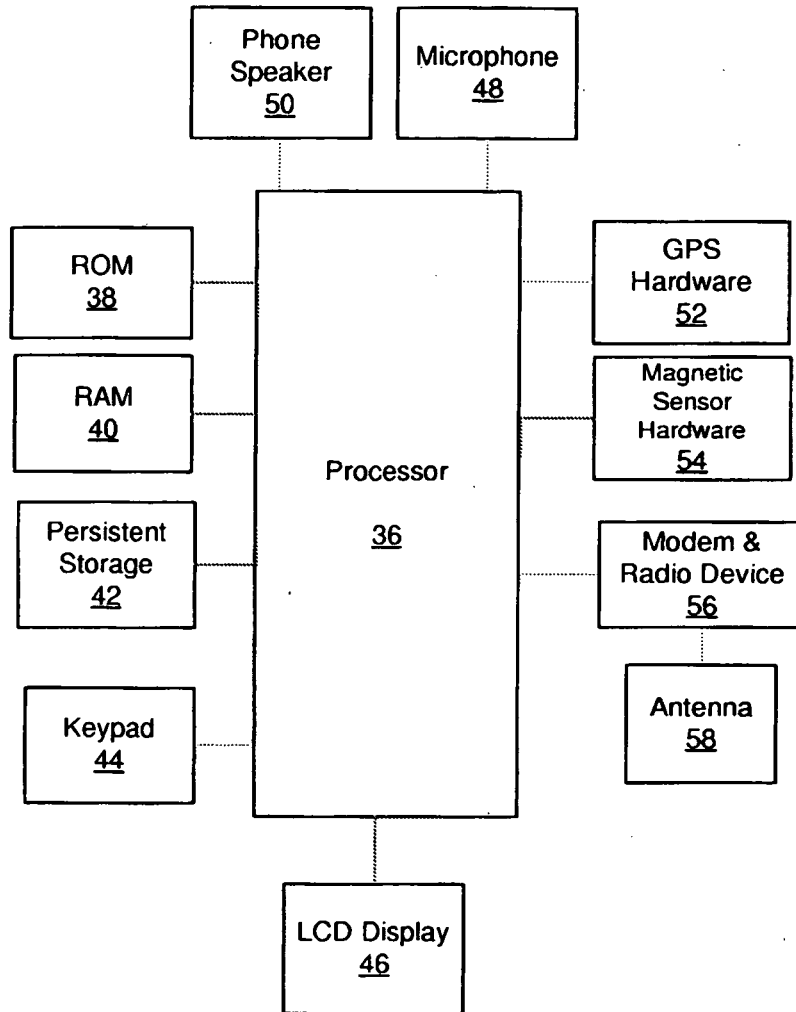 Phone
Speaker
50
Microphone
48
ROM
38
GPS
Hardware
52
RAM
40
Magnetic
Sensor
Hardware
54
Processor
36
Persistent
Storage
42
Modem &
Radio Device
56
Keypad
44
Antenna
58
LCD Display
46